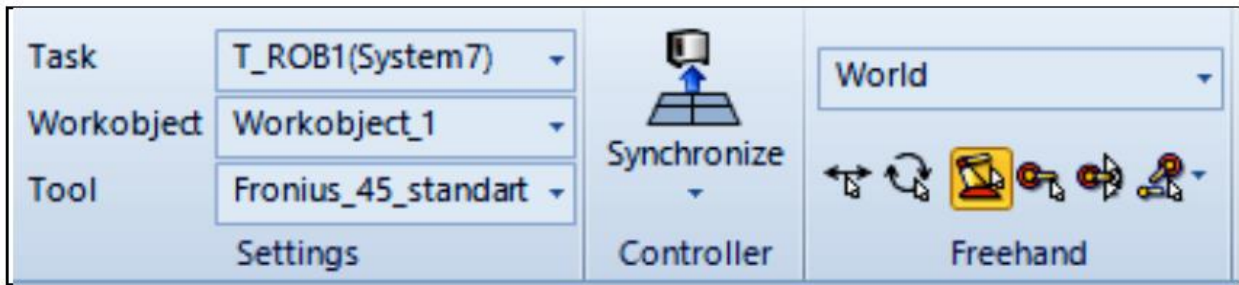 Task T_ROB1(System7)
Workobject Workobject_1
Tool Fronius_45_standart
Settings
Synchronize
Controller
World
Freehand